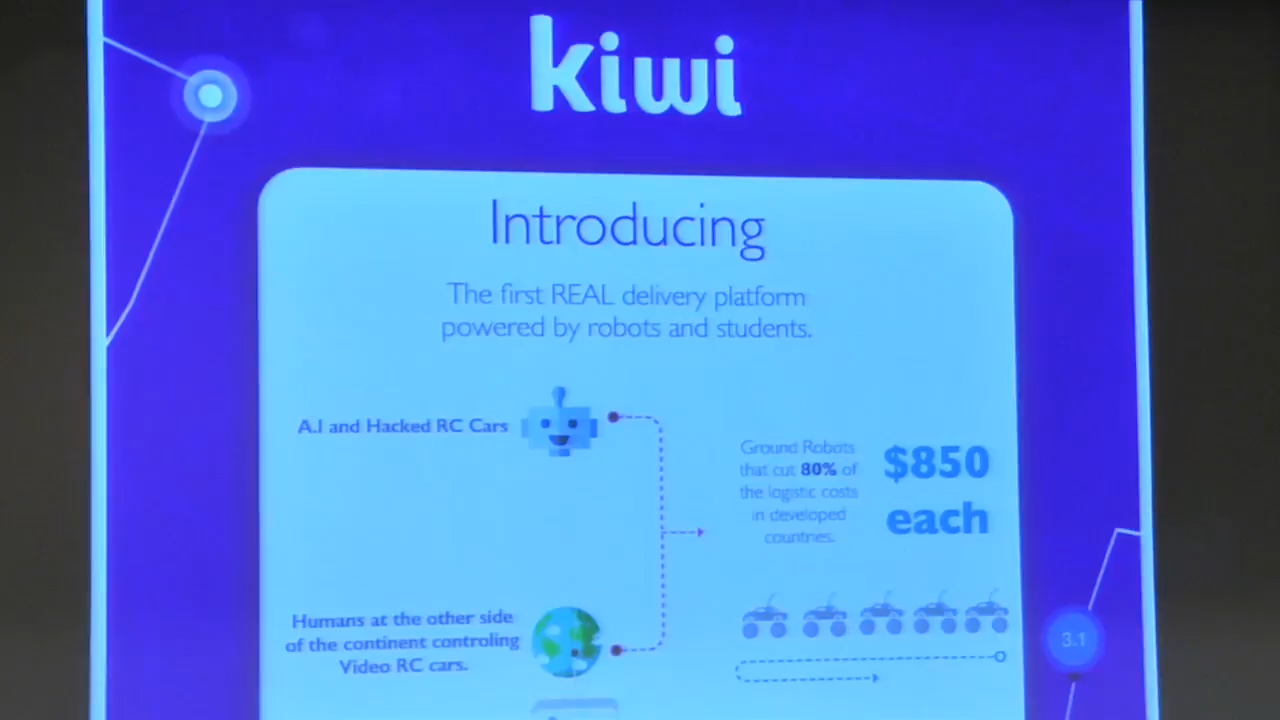 kiwi
Introducing
The first REAL delivery platform
powered by robots and students.
A.I and Hacked RC Cars
Ground Robots
that cut 80% of
the logistic costs
in developed
countries.
$850
each
Humans at the other side
of the continent controling
Video RC cars.
3.1